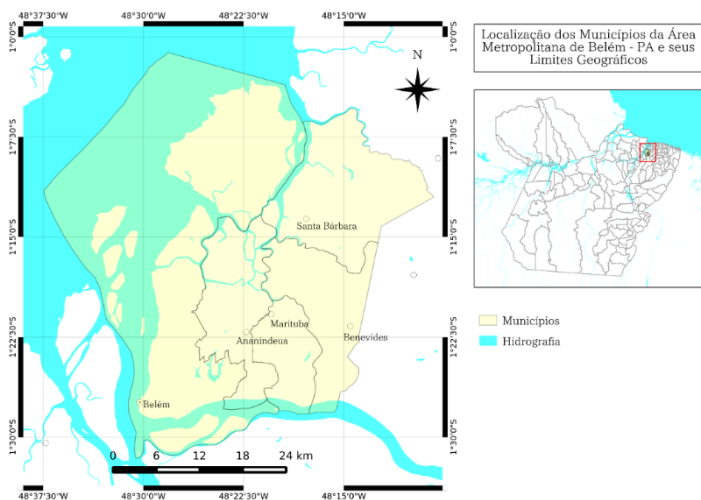 48°37'30"W 48°30'0"W 48°22'30"W 48°15'0"W
1°0'0"S
1°7'30"S
1°15'0"S
1°22'30"S
1°30'0"S
1°0'0"S
1°7'30"S
1°15'0"S
1°22'30"S
1°30'0"S
N
Santa Bárbara
Marituba
Ananindeua
Benevides
Belém
0 6 12 18 24 km
48°37'30"W 48°30'0"W 48°22'30"W 48°15'0"W
Localização dos Municípios da Área
Metropolitana de Belém - PA e seus
Limites Geográficos
Municípios
Hidrografia